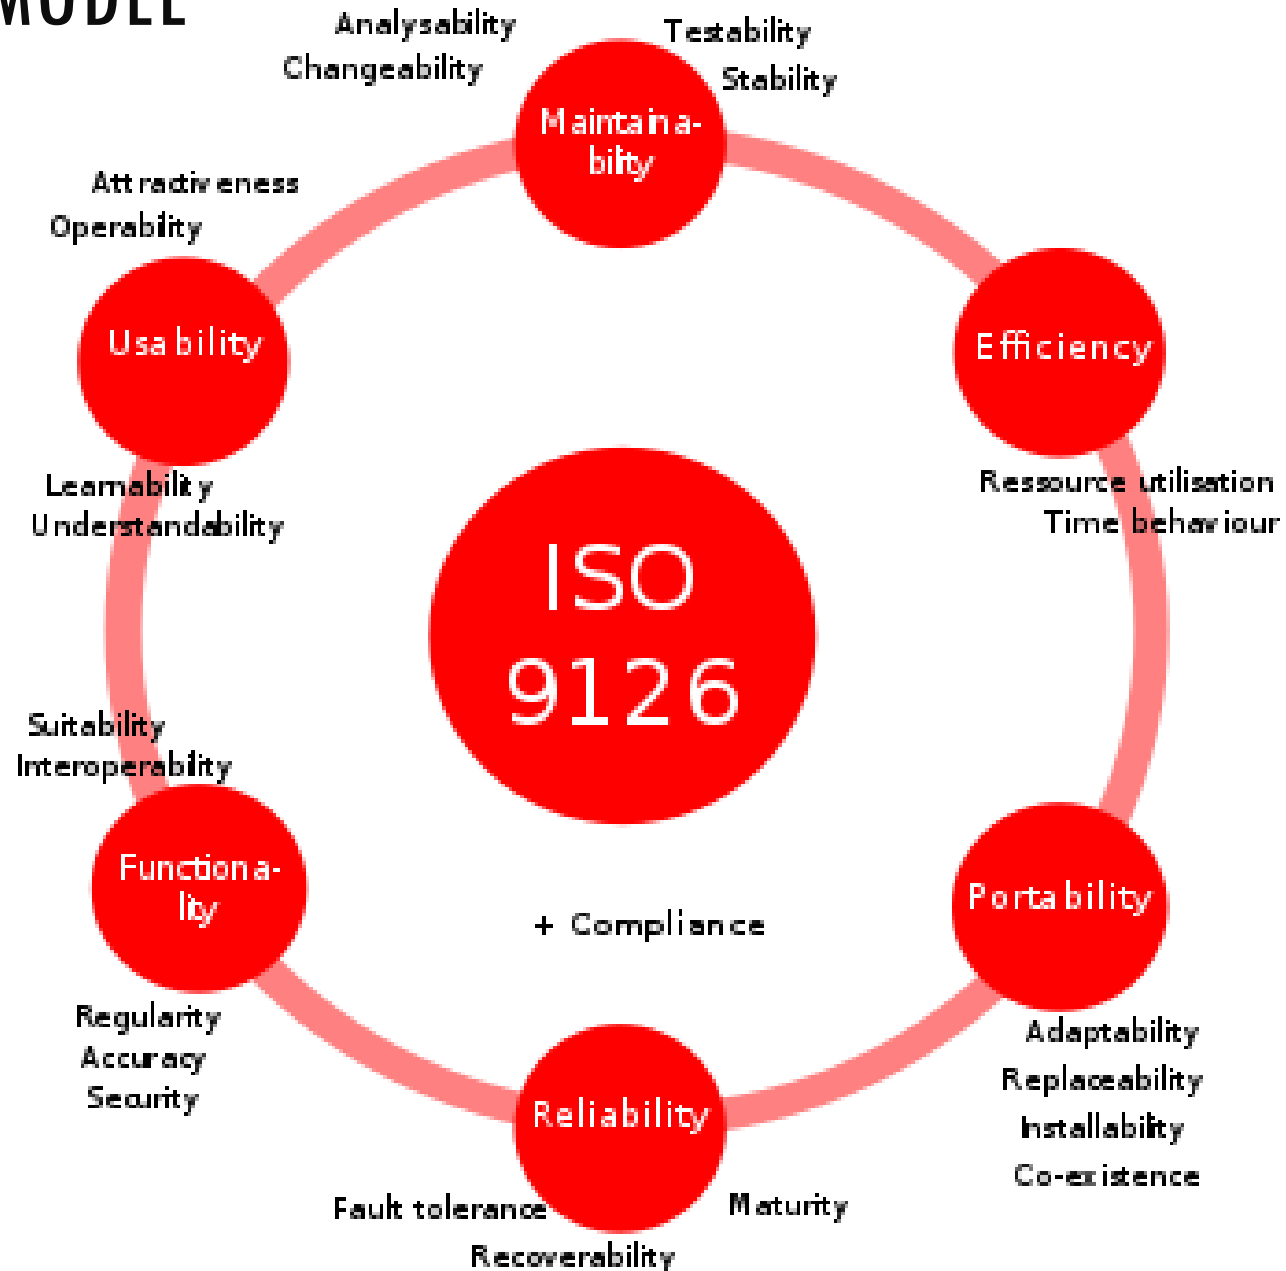 MODEL
Analysability
Testability
Changeability
Stability
Maintaina-
bilty
Attractiveness
Operability
Usability
Efficiency
Learnability
Understandability
Ressource utilisation
Time behaviour
ISO
9126
Suitability
Interoperability
Functiona-
lity
Portability
+ Compliance
Regularity
Accuracy
Security
Adaptability
Replaceability
Installability
Co-existence
Reliability
Fault tolerance
Maturity
Recoverability